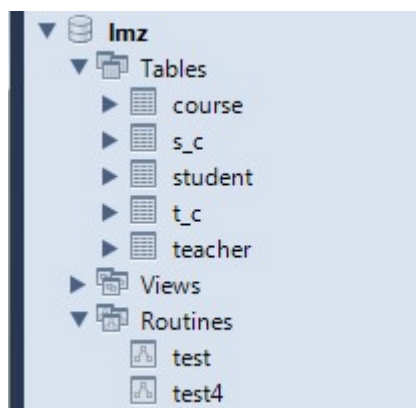 lmz
Tables
course
s_c
student
t_c
teacher
Views
Routines
test
test4